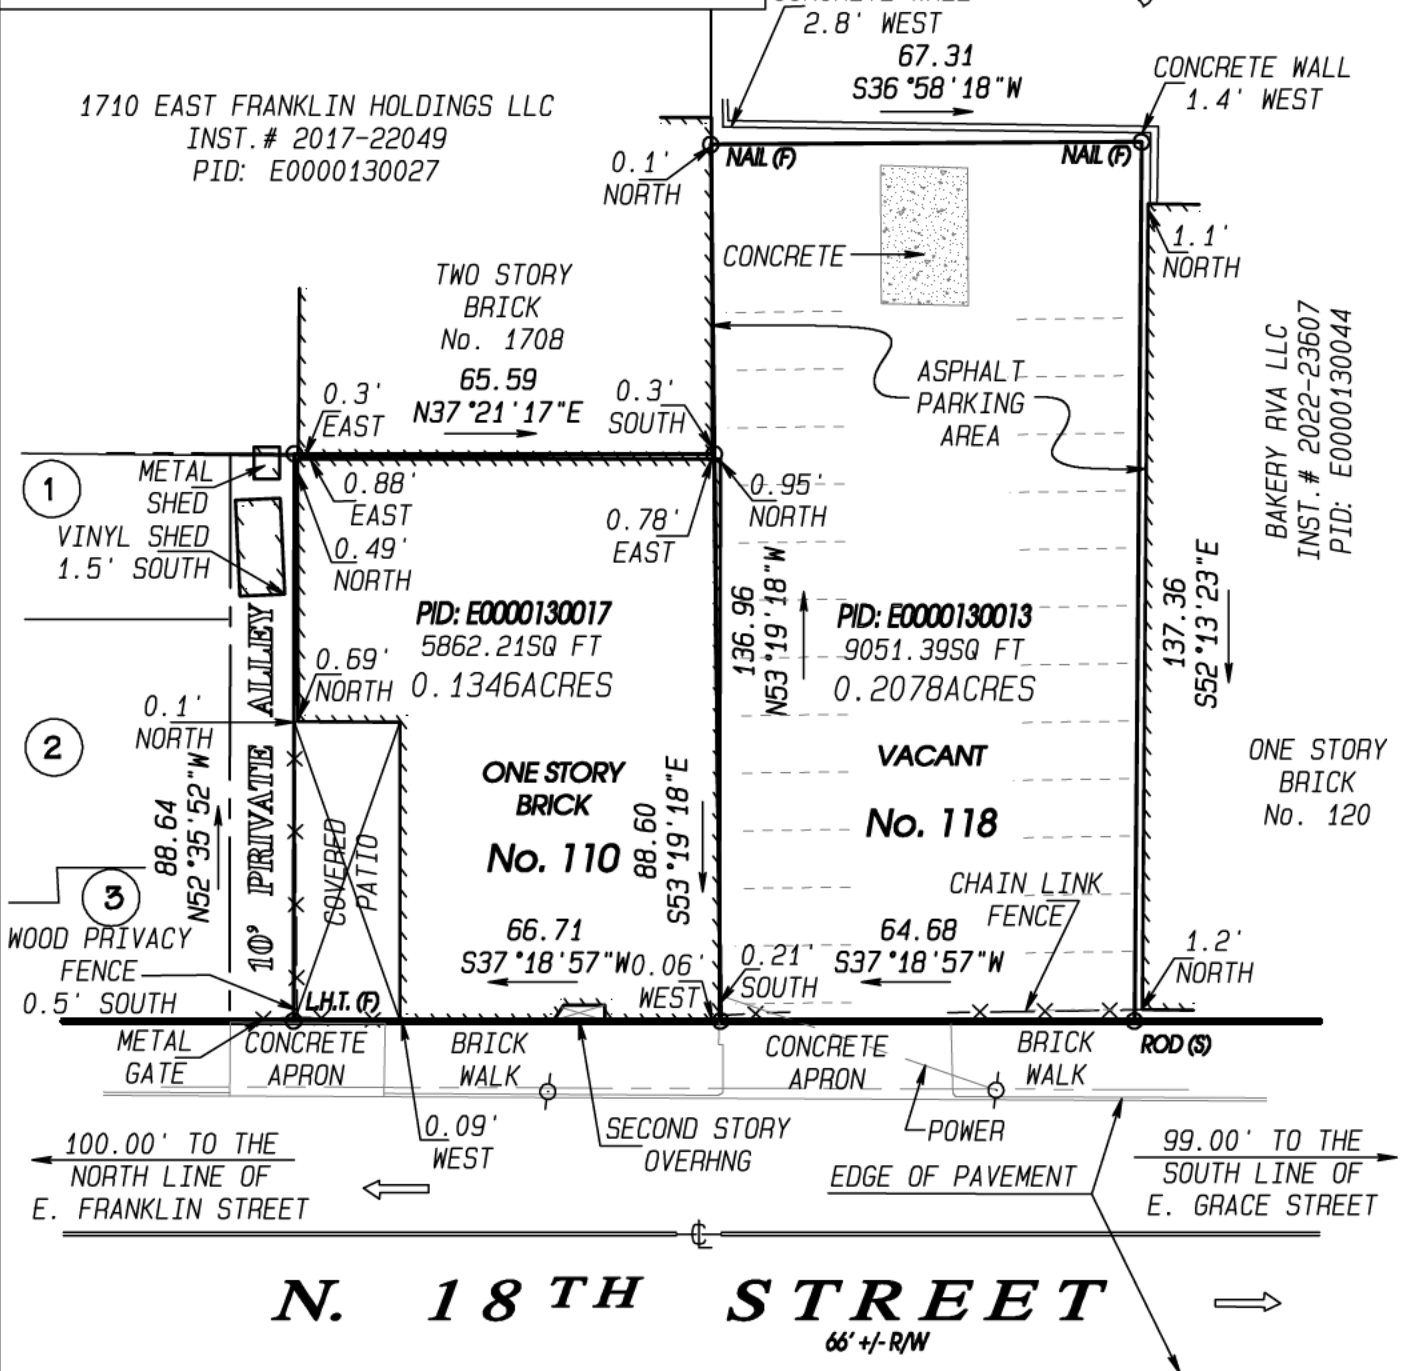 2.8' WEST
67.31
S36°58'18"W
CONCRETE WALL
1.4' WEST
1710 EAST FRANKLIN HOLDINGS LLC
INST.# 2017-22049
PID: E0000130027
0.1'
NORTH
NAIL (F)
NAIL (F)
CONCRETE
1.1'
NORTH
TWO STORY
BRICK
No. 1708
65.59
N37°21'17"E
0.3'
EAST
0.3'
SOUTH
ASPHALT
PARKING
AREA
BAKERY RVA LLC
INST.# 2022-23607
PID: E0000130044
1
METAL
SHED
VINYL SHED
1.5' SOUTH
0.88'
EAST
0.49'
NORTH
0.78'
EAST
0.95'
NORTH
136.96
N53°19'18"W
137.36
S52°13'23"E
PID: E0000130017
5862.21SQ FT
0.1346ACRES
PID: E0000130013
9051.39SQ FT
0.2078ACRES
0.69'
NORTH
0.1'
NORTH
2
10' PRIVATE ALLEY
88.64
N52°35'52"W
COVERED
PATIO
ONE STORY
BRICK
No. 110
88.60
S53°19'18"E
VACANT
No. 118
ONE STORY
BRICK
No. 120
3
WOOD PRIVACY
FENCE
0.5' SOUTH
CHAIN LINK
FENCE
66.71
S37°18'57"W
0.06'
WEST
0.21'
SOUTH
64.68
S37°18'57"W
1.2'
NORTH
L.H.T. (F)
METAL
GATE
CONCRETE
APRON
BRICK
WALK
CONCRETE
APRON
BRICK
WALK
ROD (S)
0.09'
WEST
SECOND STORY
OVERHNG
POWER
EDGE OF PAVEMENT
100.00' TO THE
NORTH LINE OF
E. FRANKLIN STREET
99.00' TO THE
SOUTH LINE OF
E. GRACE STREET
N. 18TH STREET
66' +/- R/W